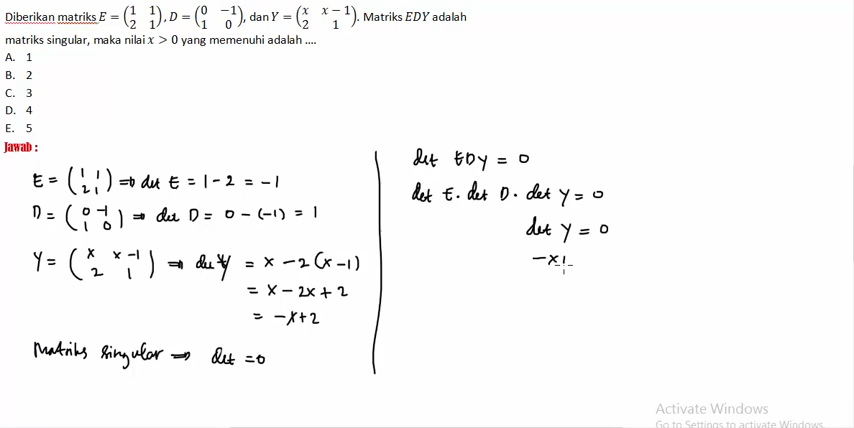 Diberikan matriks E = (1 1 2 1), D = (0 −1 1 0), dan Y = (x x − 1 2 1). Matriks EDY adalah
matriks singular, maka nilai x > 0 yang memenuhi adalah ....
A. 1
B. 2
C. 3
D. 4
E. 5
Jawab :
E = (1 1 2 1) ⇒ det E = 1 - 2 = -1
D = (0 -1 1 0) ⇒ det D = 0 - (-1) = 1
Y = (x x-1 2 1) ⇒ det Y = x - 2(x-1)
= x - 2x + 2
= -x+2
Matriks singular ⇒ det = 0
det EDY = 0
det E . det D . det Y = 0
det Y = 0
-x
Activate Windows
Go to Settings to activate Windows.